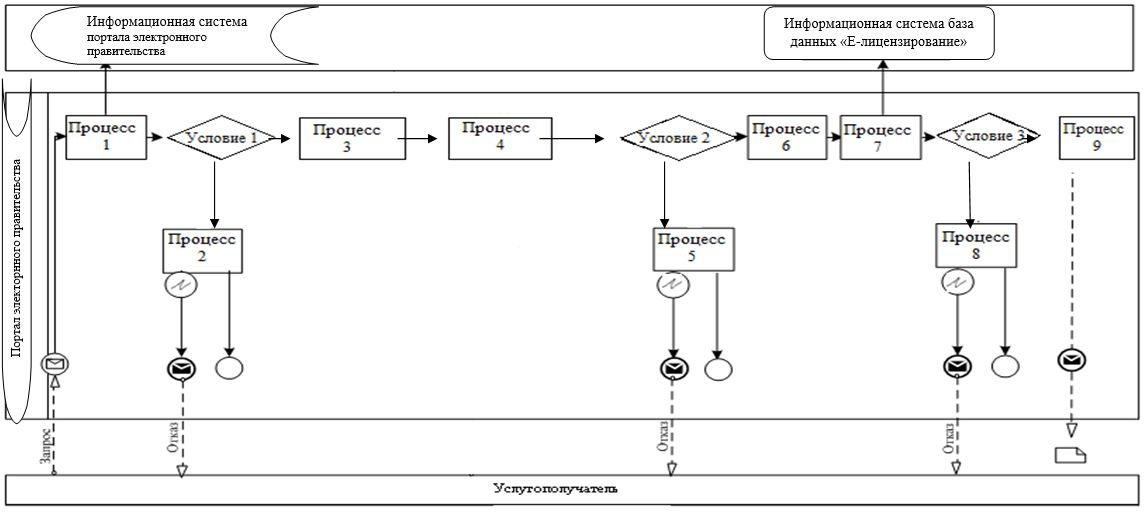 Информационная система
портала электронного
правительства
Информационная система база
данных «Е-лицензирование»
Портал электорнного правительства
Процесс
1
Условие 1
Процесс
3
Процесс
4
Условие 2
Процесс
6
Процесс
7
Условие 3
Процесс
9
Процесс
2
Процесс
5
Процесс
8
Запрос
Отказ
Отказ
Отказ
Услугополучатель